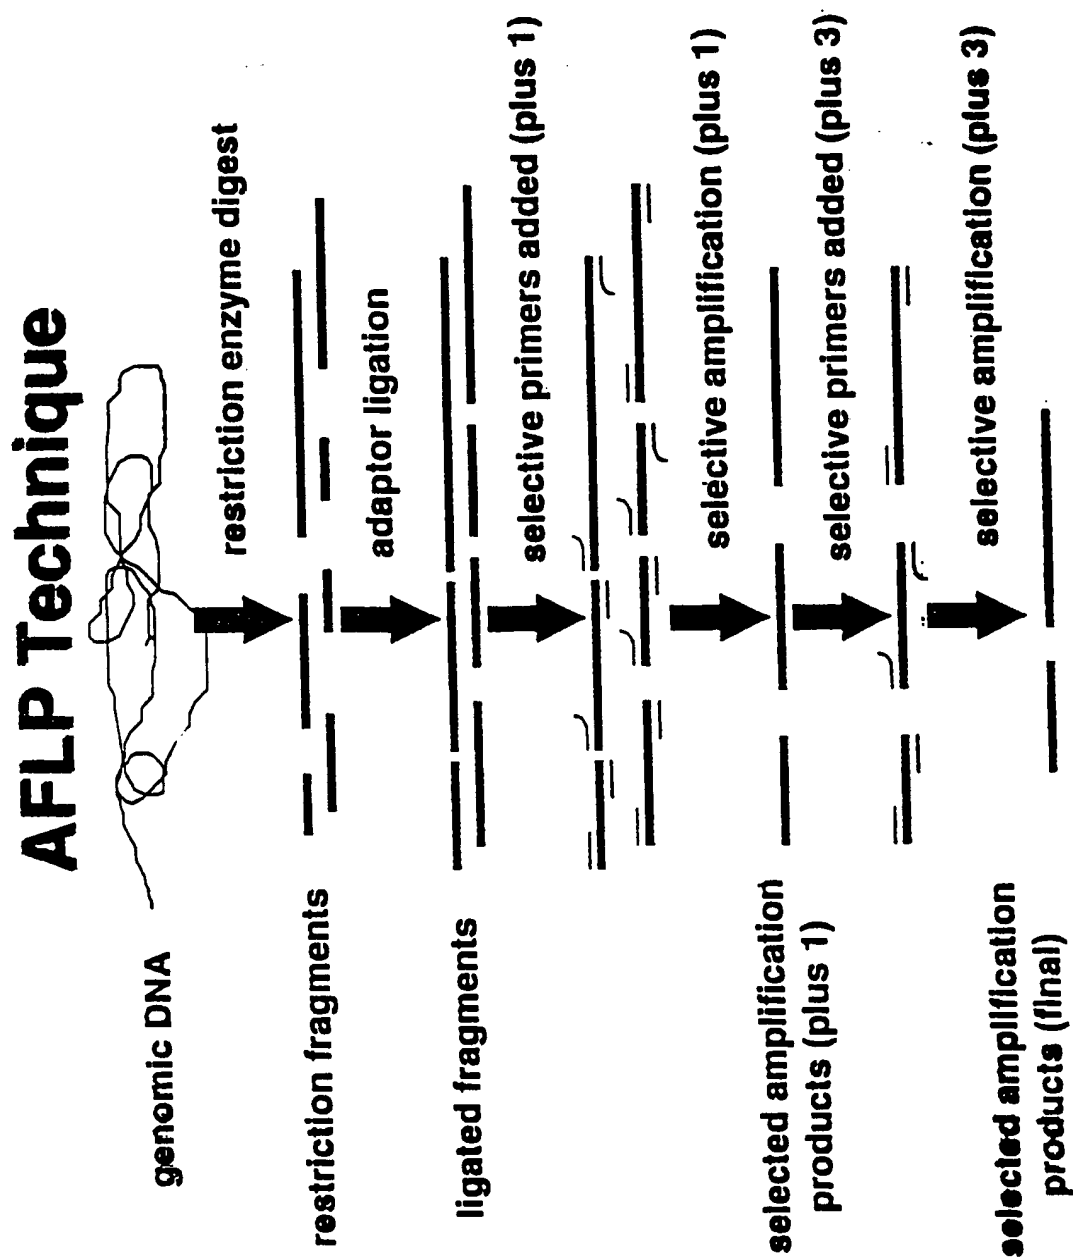 AFLP Technique
genomic DNA
restriction enzyme digest
restriction fragments
adaptor ligation
ligated fragments
selective primers added (plus 1)
selective amplification (plus 1)
selected amplification
products (plus 1)
selective primers added (plus 3)
selective amplification (plus 3)
selected amplification
products (final)